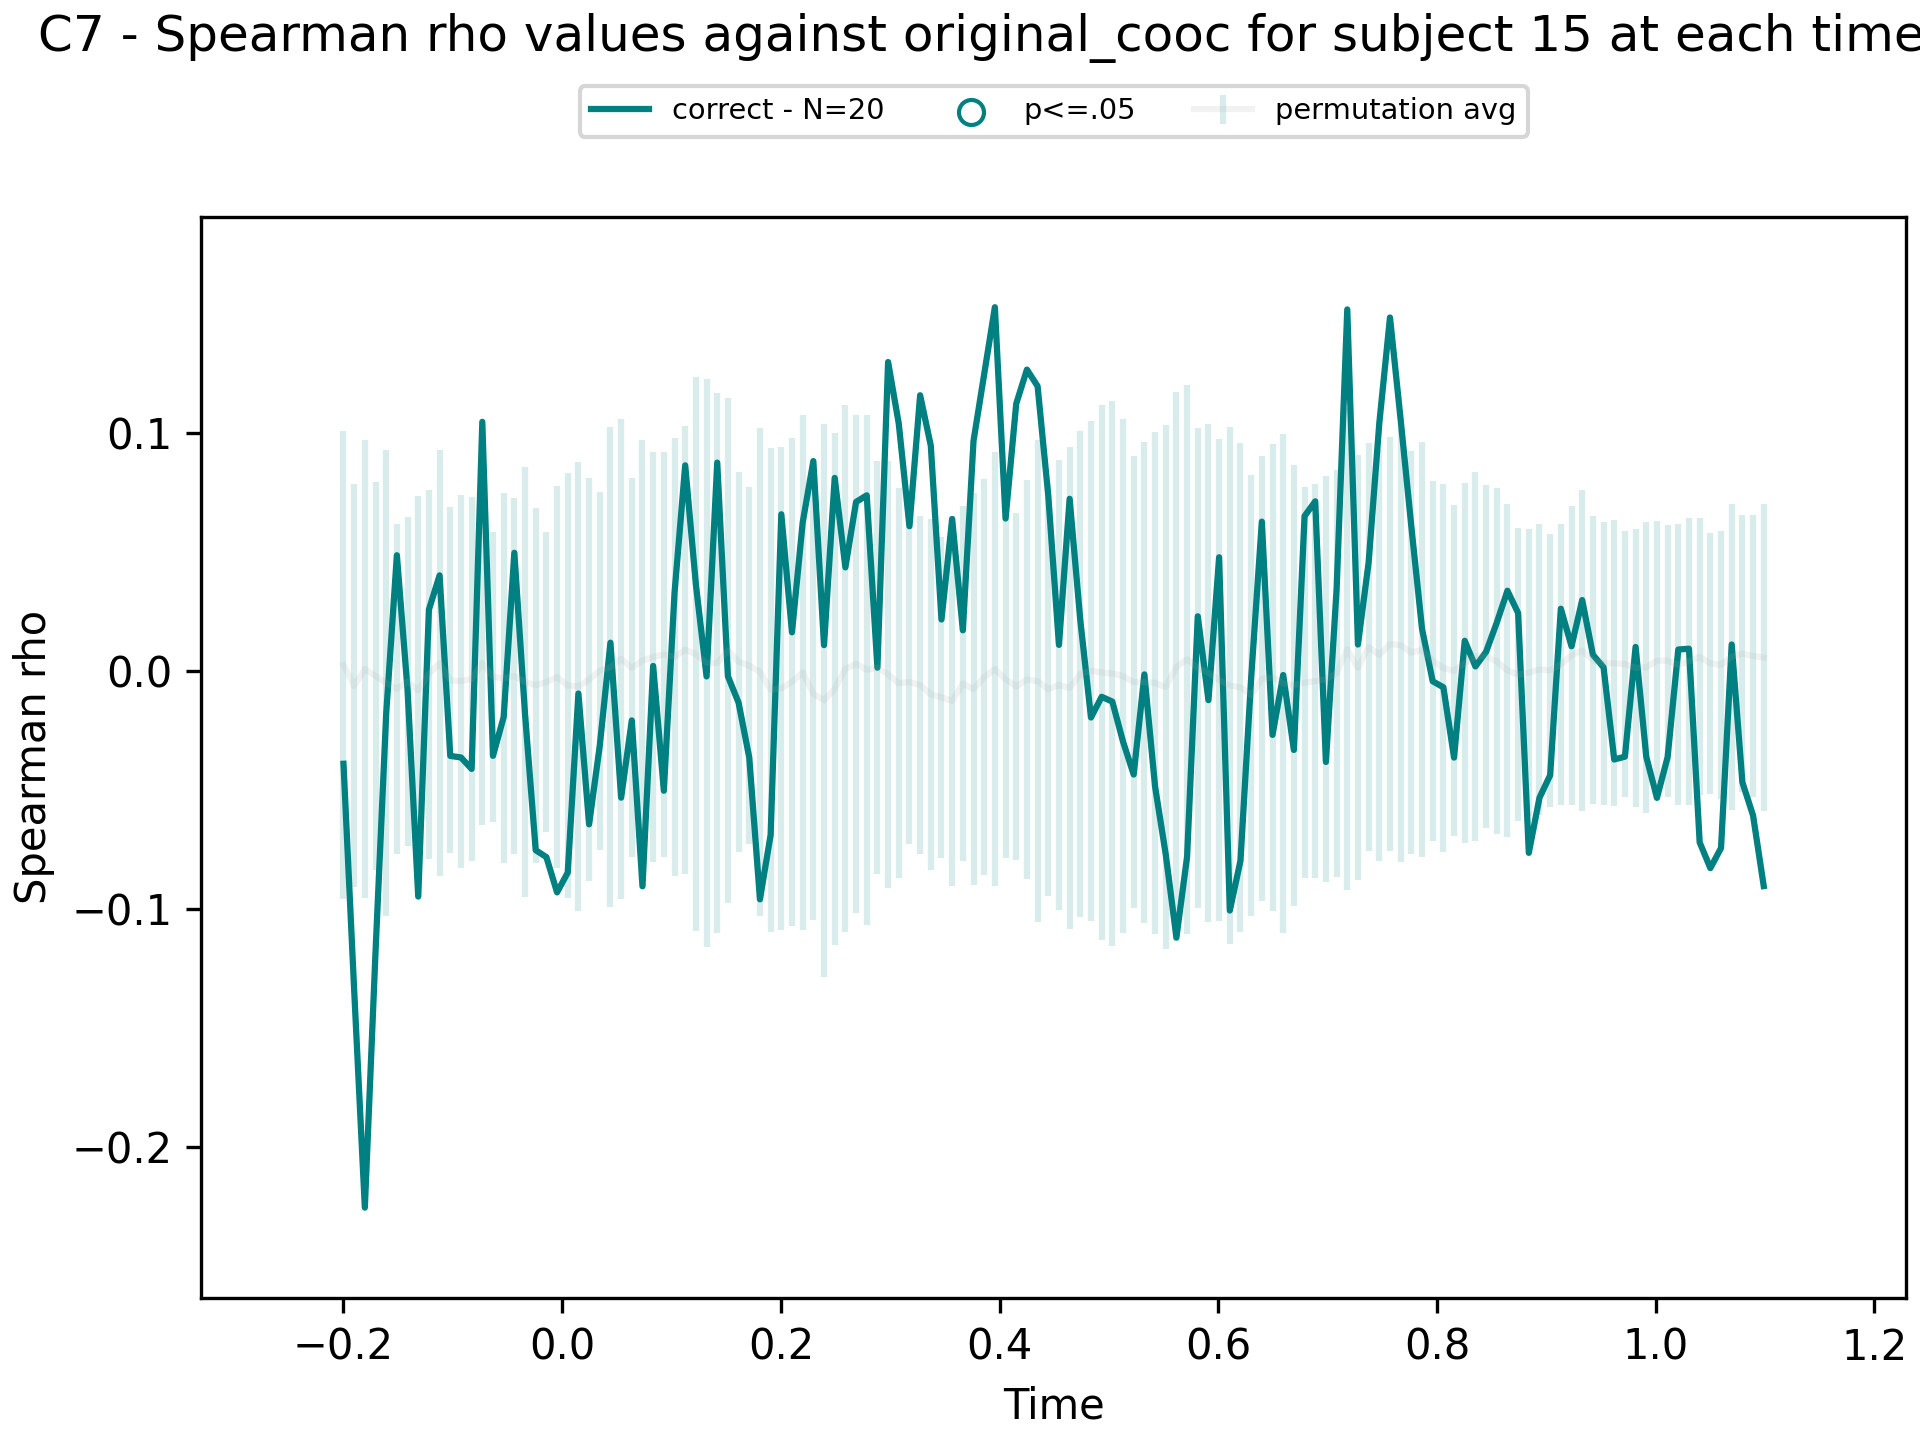 C7 - Spearman rho values against original_cooc for subject 15 at each time
correct - N=20 p<=.05 permutation avg
0.1
0.0
−0.1
−0.2
Spearman rho
−0.2 0.0 0.2 0.4 0.6 0.8 1.0 1.2
Time